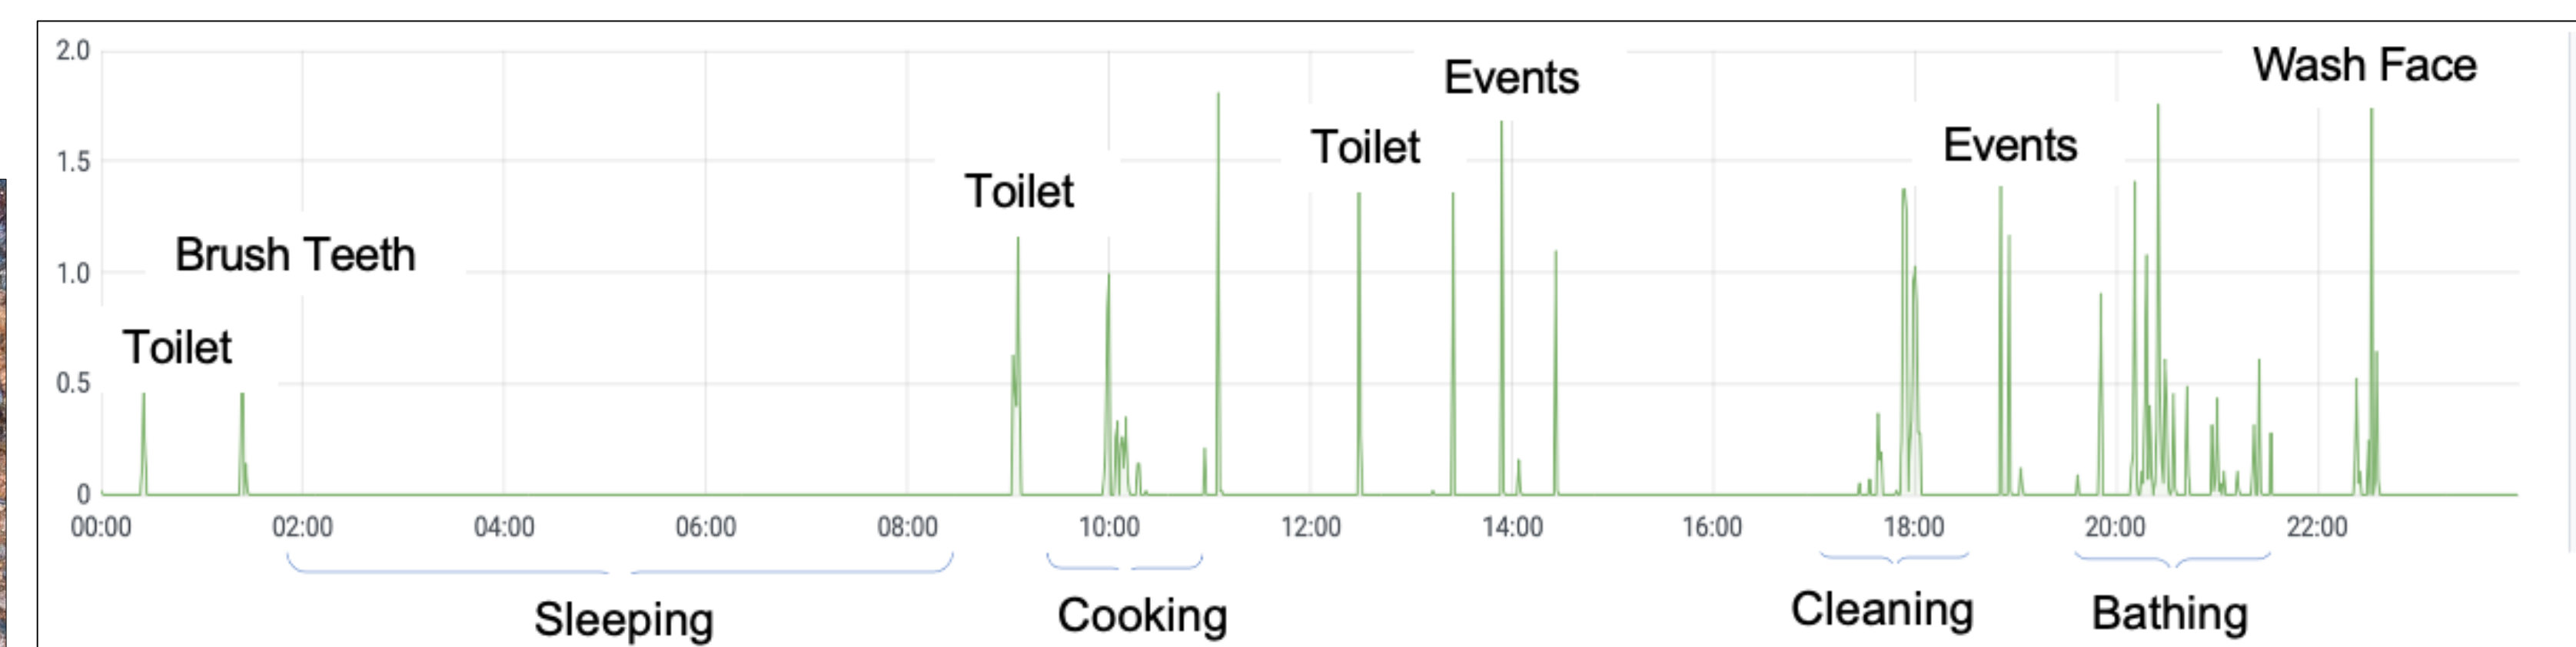 2.0
1.5
1.0
0.5
0
Wash Face
Events
Events
Toilet
Toilet
Brush Teeth
Toilet
00:00 02:00 04:00 06:00 08:00 10:00 12:00 14:00 16:00 18:00 20:00 22:00
Sleeping Cooking Cleaning Bathing